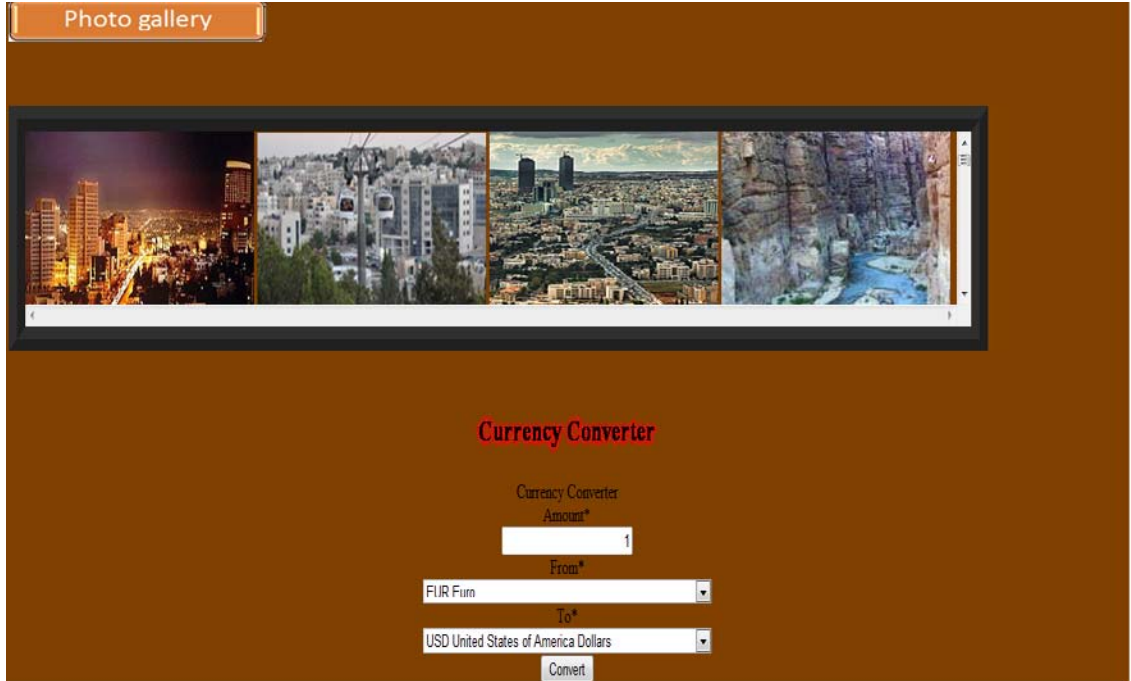 Photo gallery
Currency Converter
Currency Converter
Amount*
1
From*
EUR Euro
To*
USD United States of America Dollars
Convert